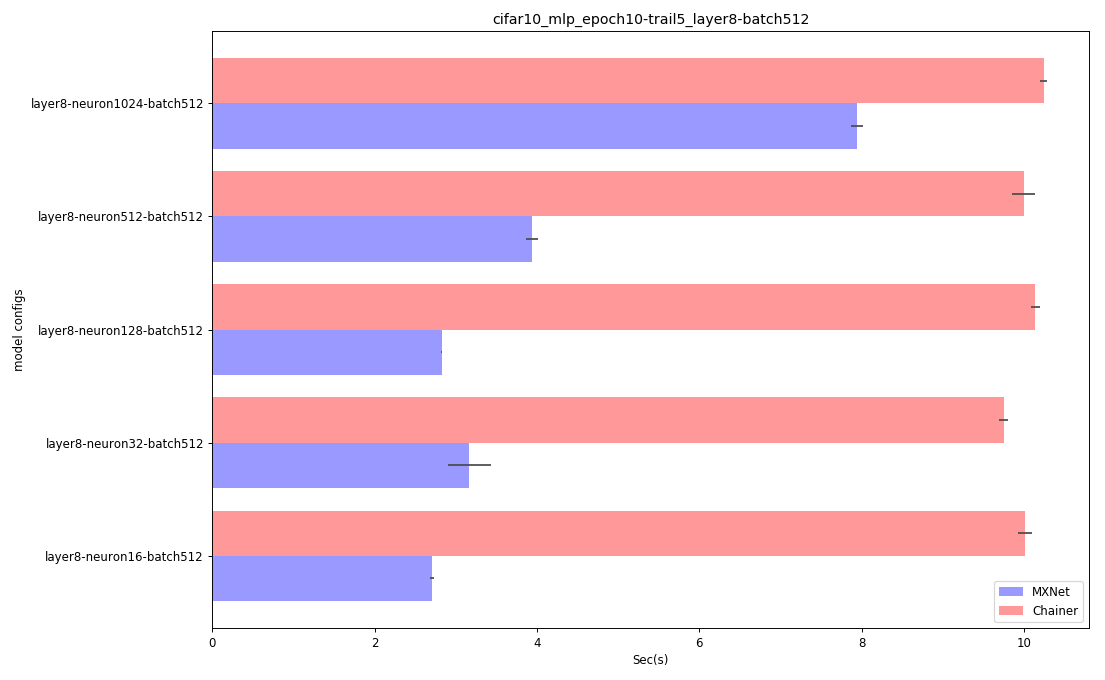 cifar10_mlp_epoch10-trail5_layer8-batch512
layer8-neuron1024-batch512
layer8-neuron512-batch512
layer8-neuron128-batch512
layer8-neuron32-batch512
layer8-neuron16-batch512
model configs
MXNet
Chainer
0 2 4 6 8 10
Sec(s)